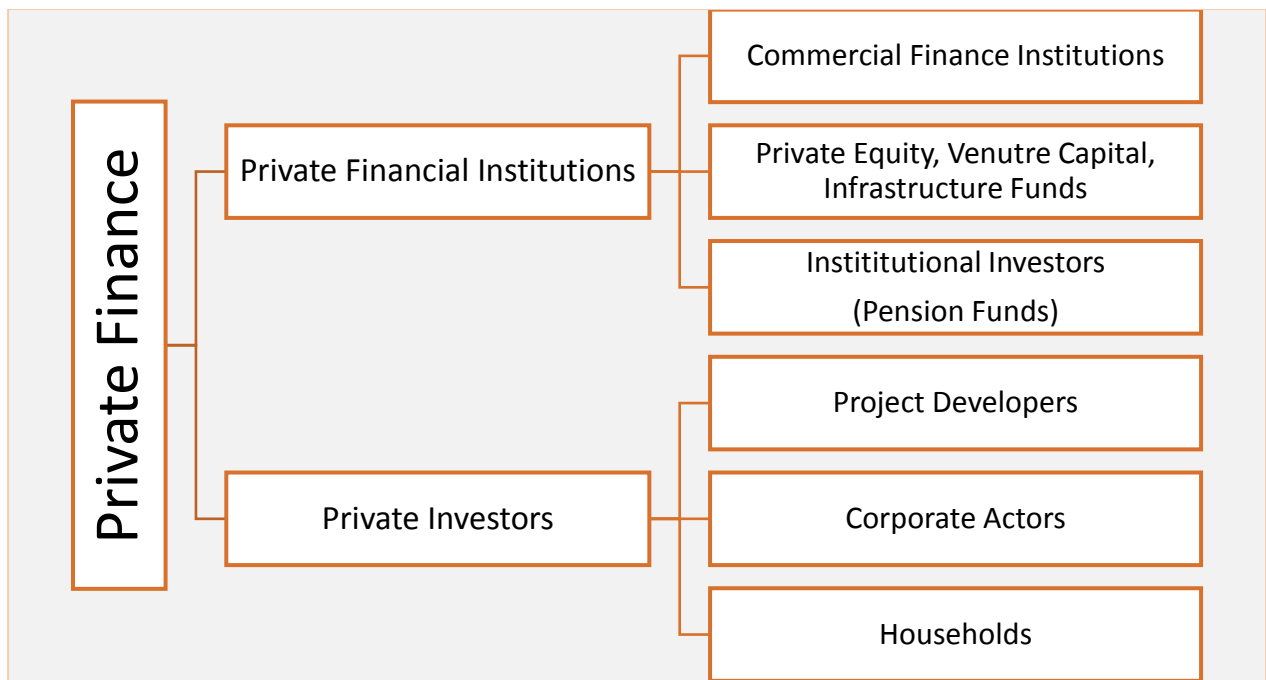 Private Finance
Private Financial Institutions
Commercial Finance Institutions
Private Equity, Venutre Capital,
Infrastructure Funds
Instititutional Investors
(Pension Funds)
Private Investors
Project Developers
Corporate Actors
Households